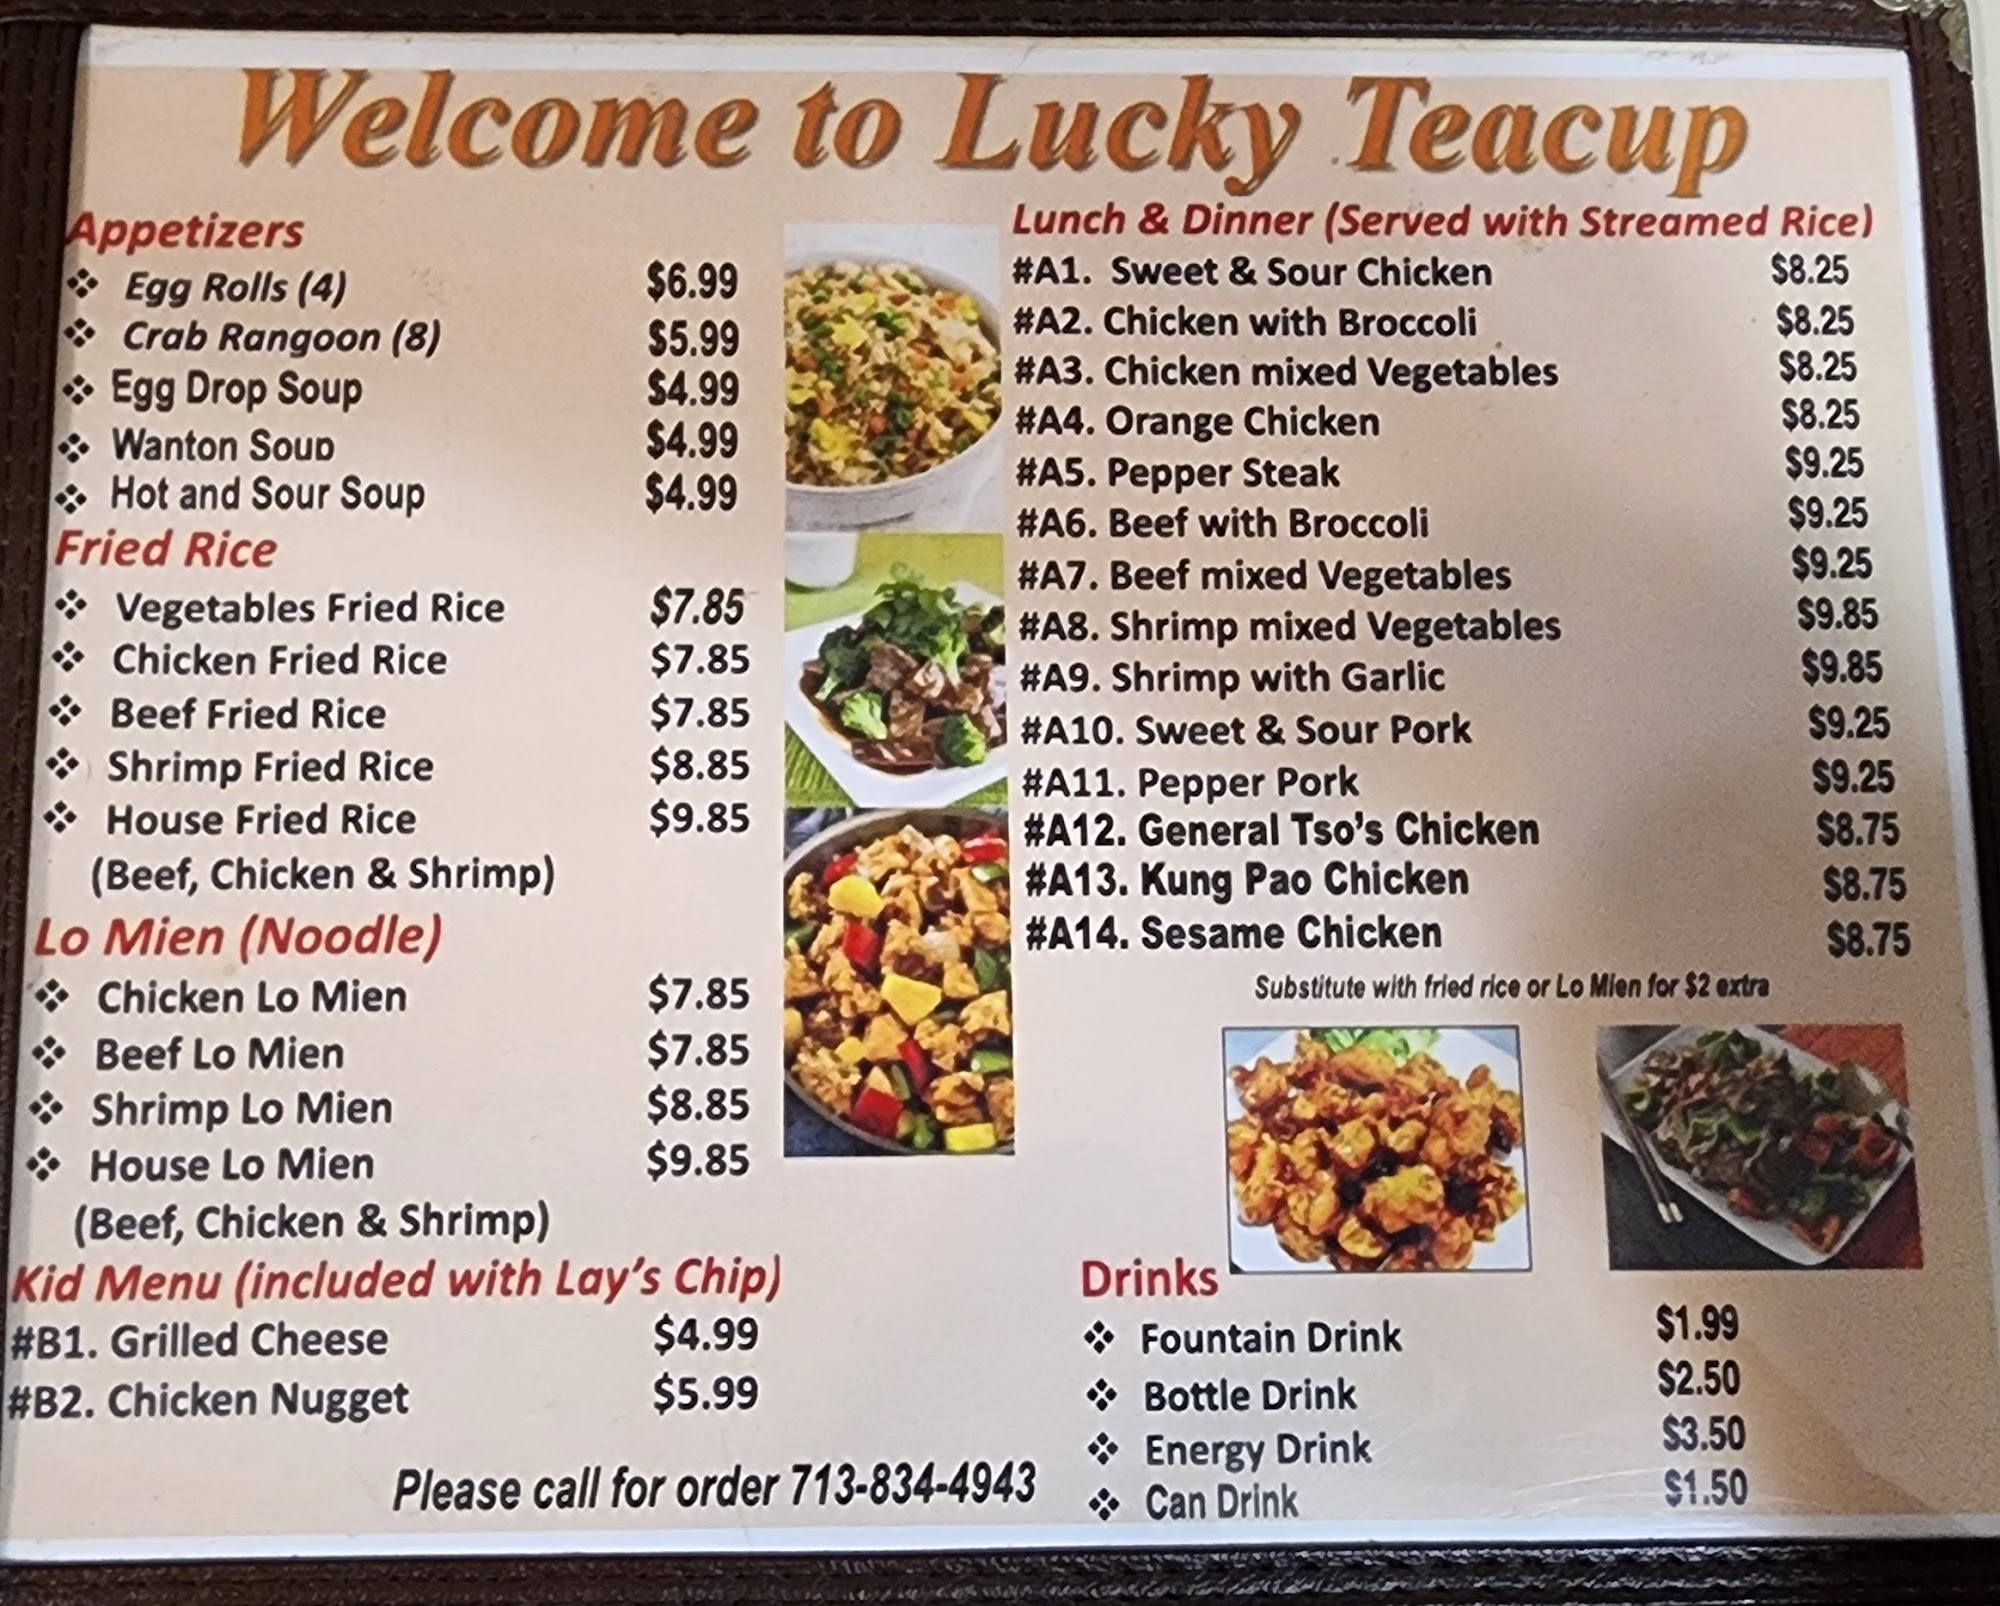 Welcome to Lucky Teacup
Appetizers
❖ Egg Rolls (4) $6.99
❖ Crab Rangoon (8) $5.99
❖ Egg Drop Soup $4.99
❖ Wanton Soup $4.99
❖ Hot and Sour Soup $4.99
Fried Rice
❖ Vegetables Fried Rice $7.85
❖ Chicken Fried Rice $7.85
❖ Beef Fried Rice $7.85
❖ Shrimp Fried Rice $8.85
❖ House Fried Rice $9.85
(Beef, Chicken & Shrimp)
Lo Mien (Noodle)
❖ Chicken Lo Mien $7.85
❖ Beef Lo Mien $7.85
❖ Shrimp Lo Mien $8.85
❖ House Lo Mien $9.85
(Beef, Chicken & Shrimp)
Kid Menu (included with Lay's Chip)
#B1. Grilled Cheese $4.99
#B2. Chicken Nugget $5.99
Lunch & Dinner (Served with Streamed Rice)
#A1. Sweet & Sour Chicken $8.25
#A2. Chicken with Broccoli $8.25
#A3. Chicken mixed Vegetables $8.25
#A4. Orange Chicken $8.25
#A5. Pepper Steak $9.25
#A6. Beef with Broccoli $9.25
#A7. Beef mixed Vegetables $9.25
#A8. Shrimp mixed Vegetables $9.85
#A9. Shrimp with Garlic $9.85
#A10. Sweet & Sour Pork $9.25
#A11. Pepper Pork $9.25
#A12. General Tso's Chicken $8.75
#A13. Kung Pao Chicken $8.75
#A14. Sesame Chicken $8.75
Substitute with fried rice or Lo Mien for $2 extra
Drinks
❖ Fountain Drink $1.99
❖ Bottle Drink $2.50
❖ Energy Drink $3.50
❖ Can Drink $1.50
Please call for order 713-834-4943